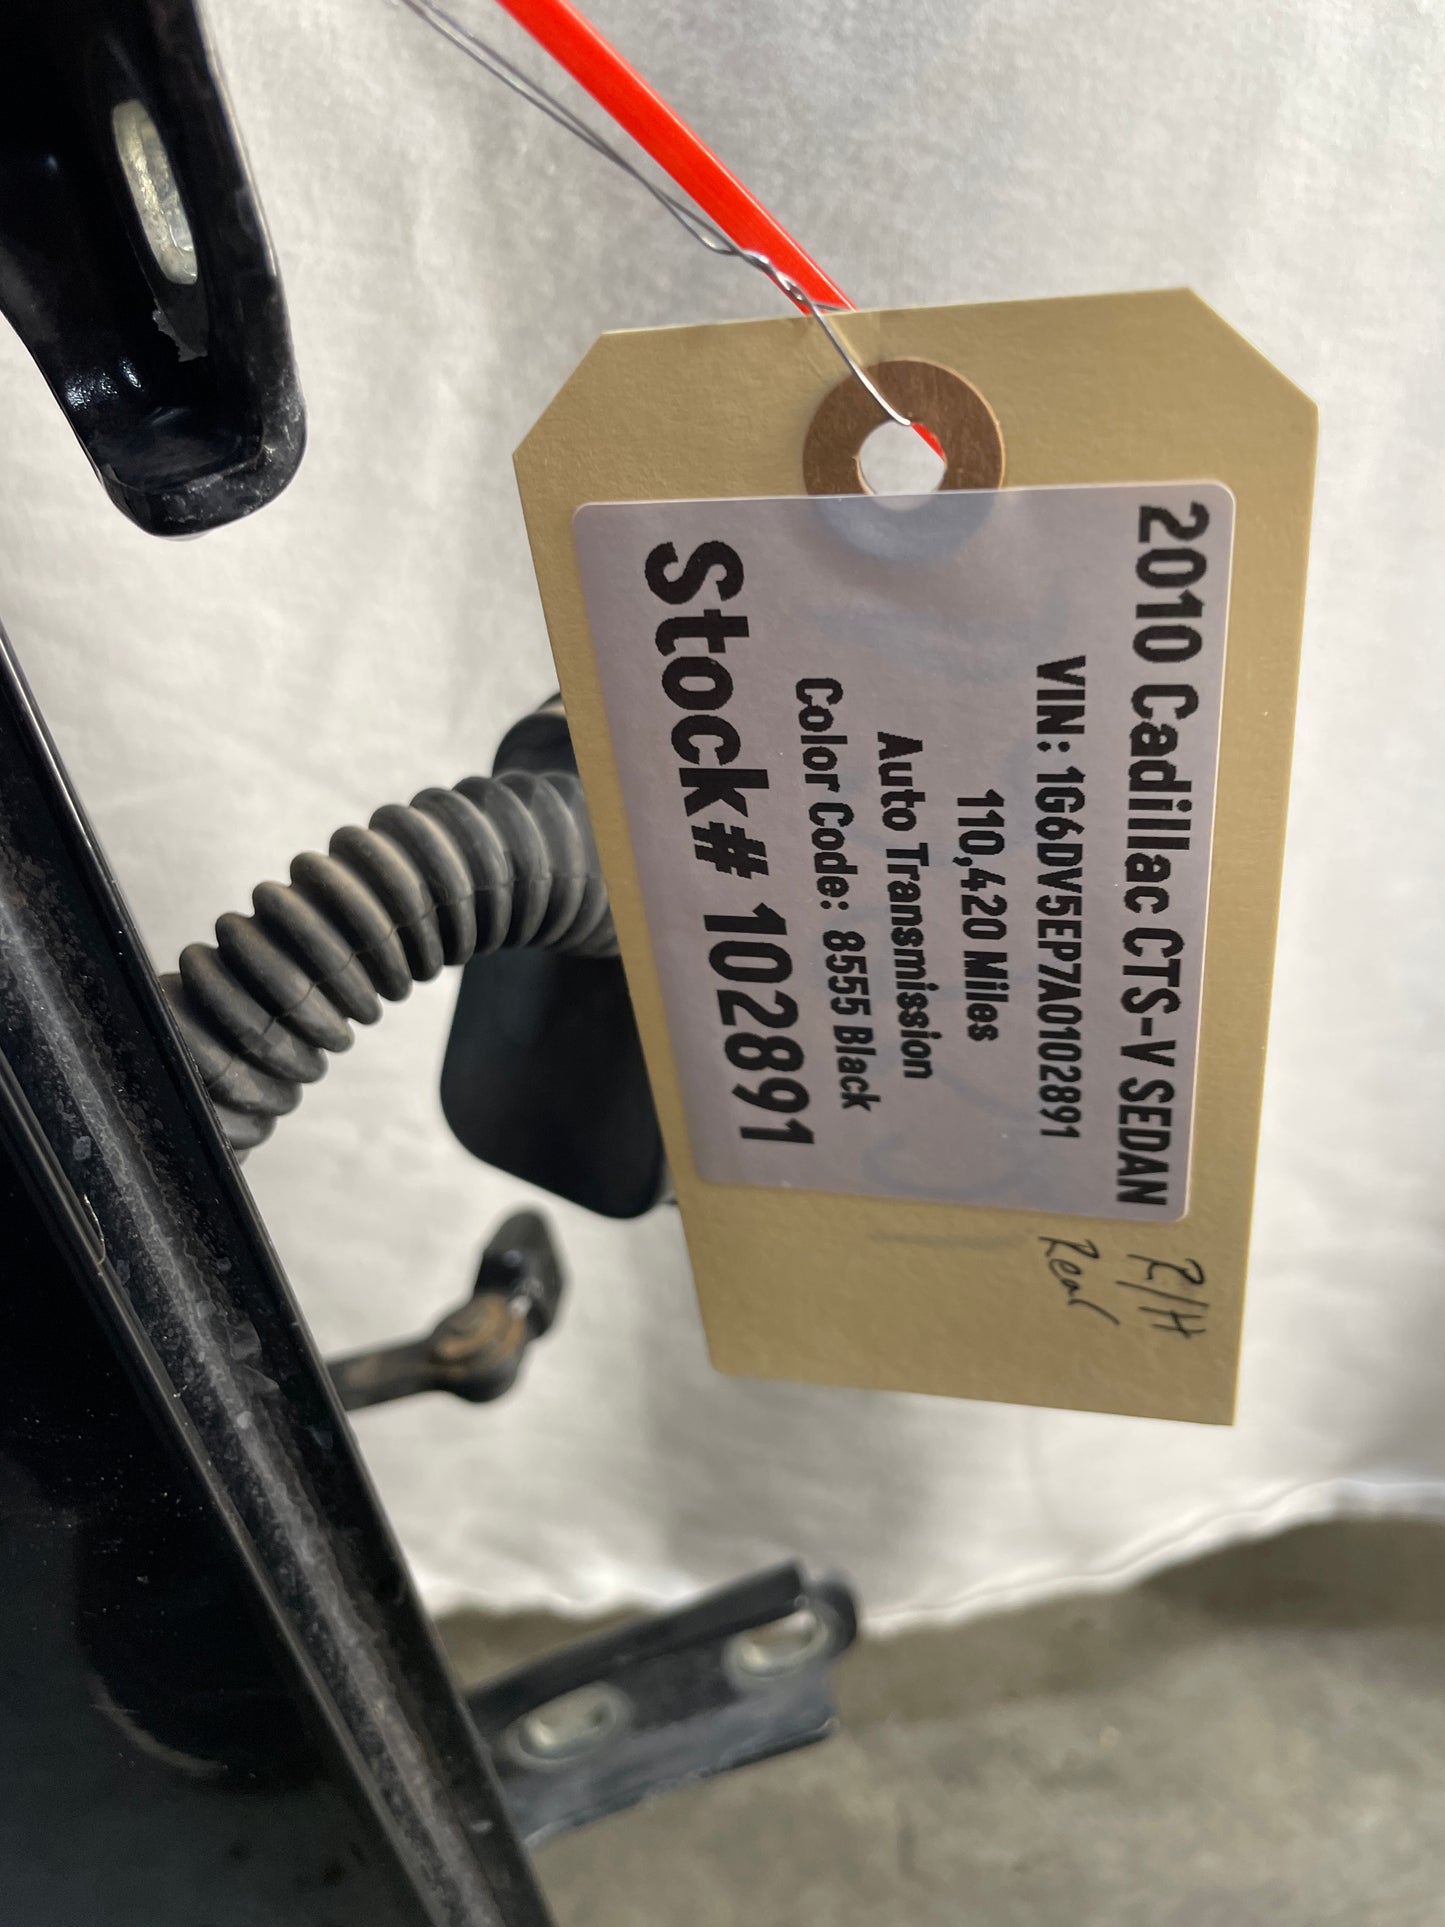 2010 Cadillac CTS-V SEDAN
VIN: 1G6DV5EP7A0102891
110,420 Miles
Auto Transmission
Color Code: 8555 Black
Stock# 102891
R/H
Rear